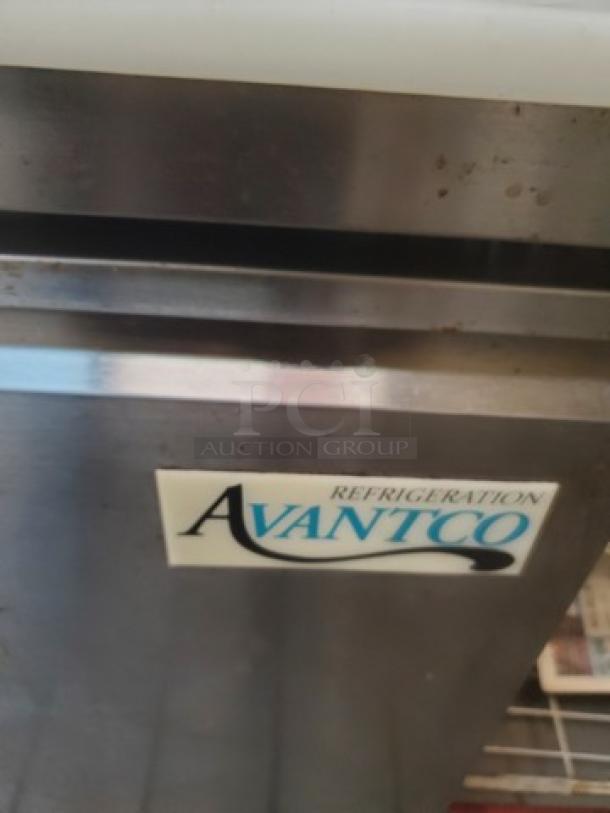 PCi
AUCTION GROUP
REFRIGERATION
AVANTCO